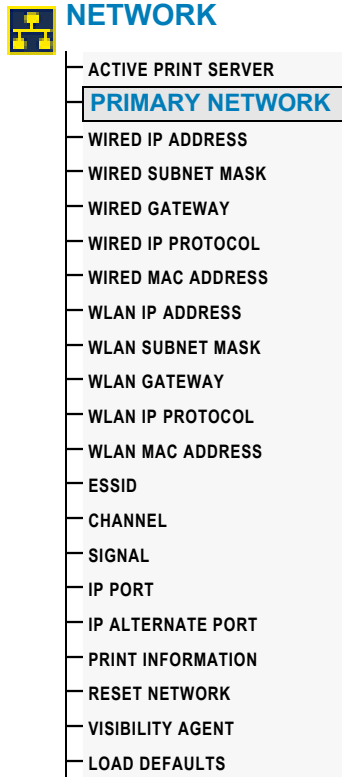 NETWORK
ACTIVE PRINT SERVER
PRIMARY NETWORK
WIRED IP ADDRESS
WIRED SUBNET MASK
WIRED GATEWAY
WIRED IP PROTOCOL
WIRED MAC ADDRESS
WLAN IP ADDRESS
WLAN SUBNET MASK
WLAN GATEWAY
WLAN IP PROTOCOL
WLAN MAC ADDRESS
ESSID
CHANNEL
SIGNAL
IP PORT
IP ALTERNATE PORT
PRINT INFORMATION
RESET NETWORK
VISIBILITY AGENT
LOAD DEFAULTS